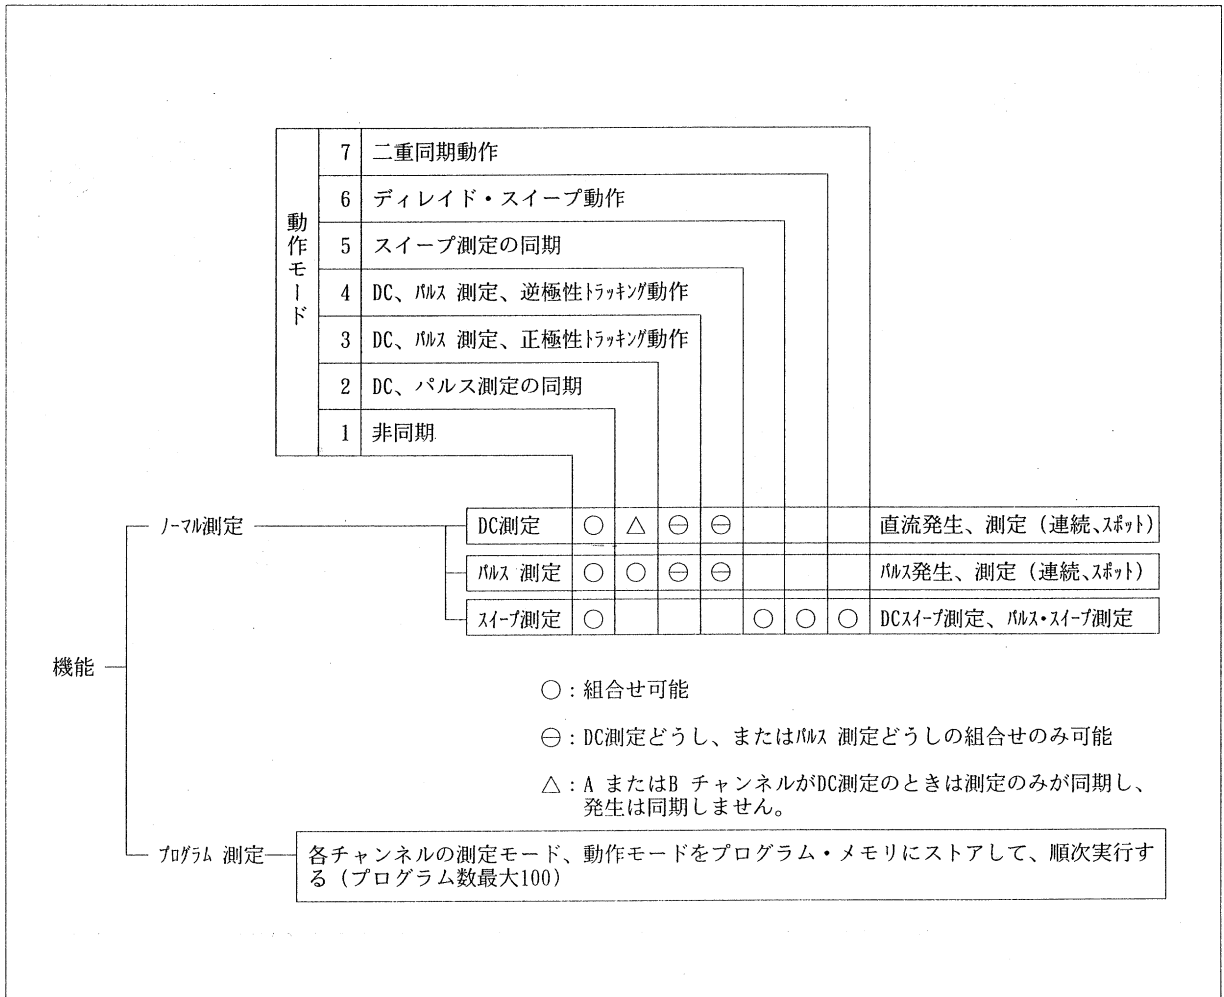 動作モード
7 二重同期動作
6 ディレイド・スイープ動作
5 スイープ測定の同期
4 DC、パルス 測定、逆極性トラッキング動作
3 DC、パルス 測定、正極性トラッキング動作
2 DC、パルス測定の同期
1 非同期
機能
ノーマル測定
DC測定 ○ △ ⊖ ⊖ 直流発生、測定（連続、スポット）
パルス 測定 ○ ○ ⊖ ⊖ パルス発生、測定（連続、スポット）
スイープ測定 ○ ○ ○ ○ DCスイープ測定、パルス・スイープ測定
○：組合せ可能
⊖：DC測定どうし、またはパルス 測定どうしの組合せのみ可能
△：A またはB チャンネルがDC測定のときは測定のみが同期し、
発生は同期しません。
プログラム 測定
各チャンネルの測定モード、動作モードをプログラム・メモリにストアして、順次実行す
る（プログラム数最大100）